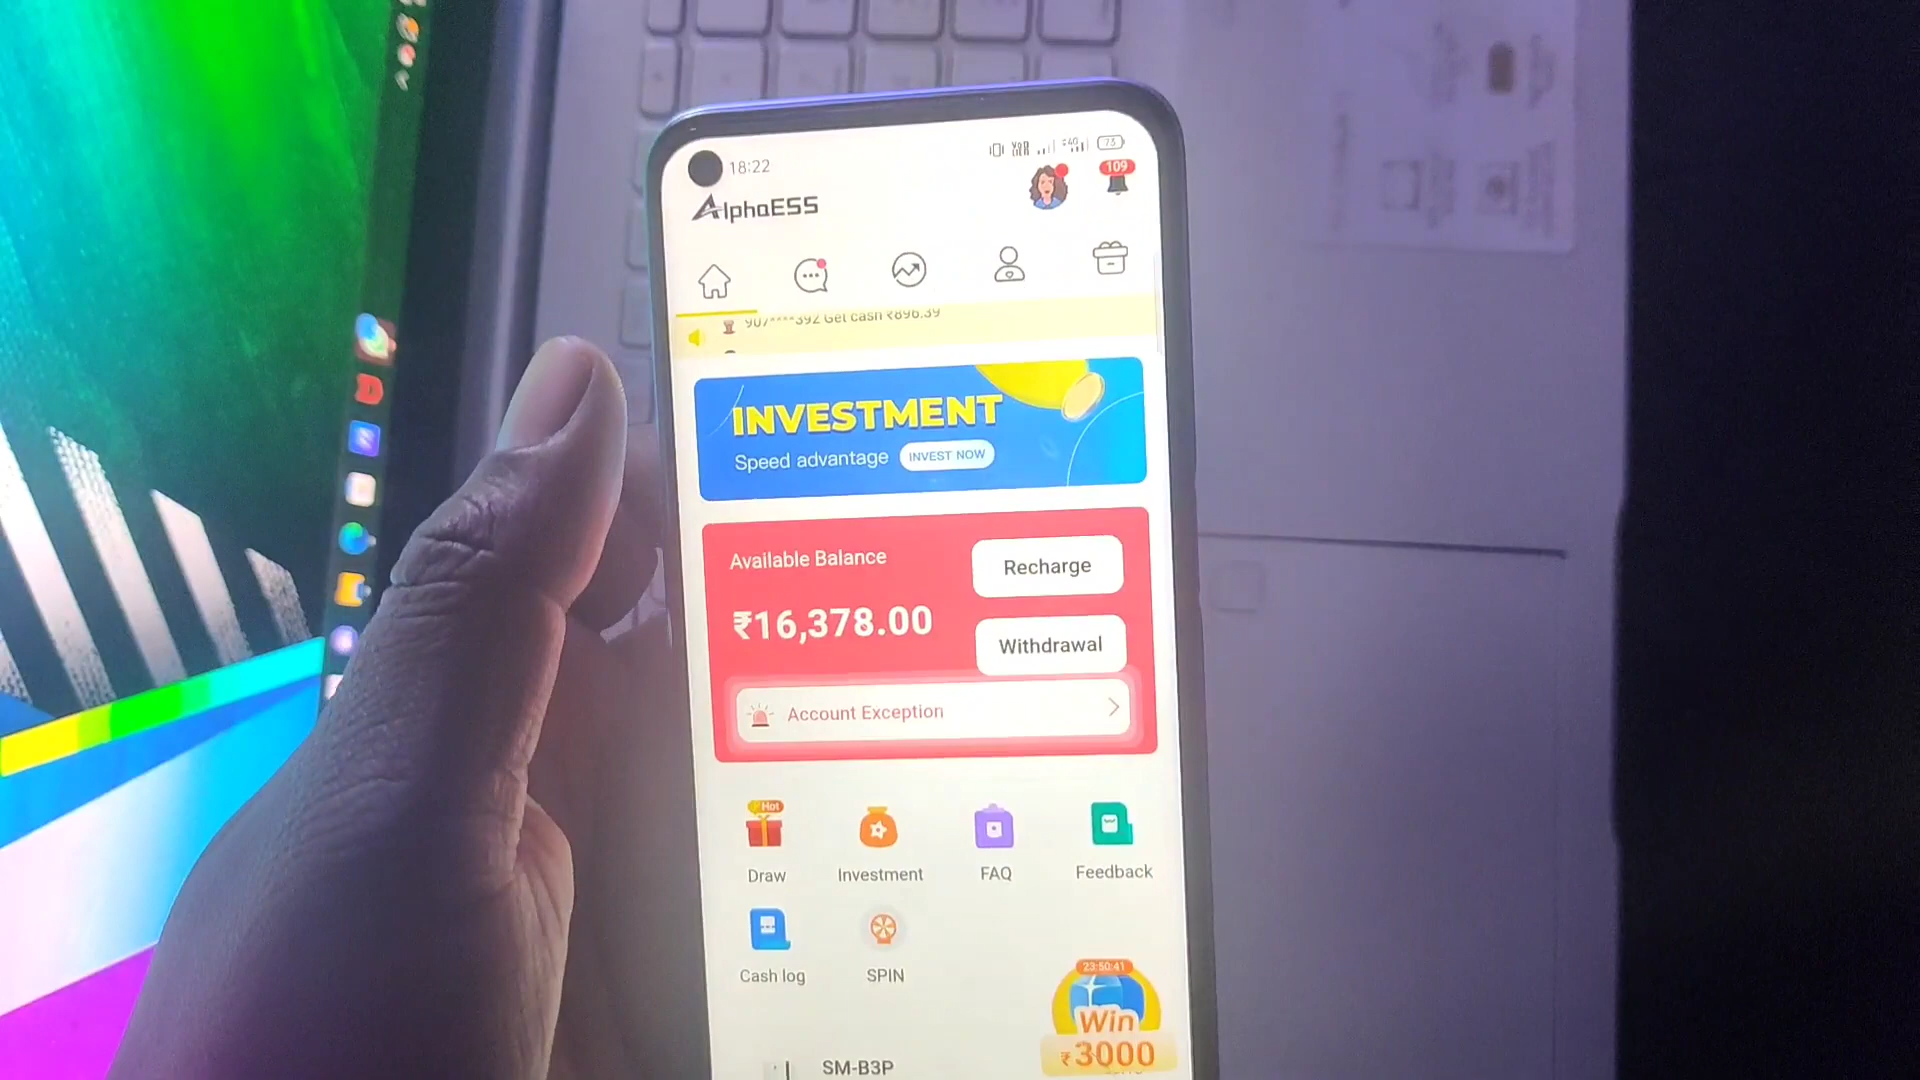 18:22
73
109
AlphaESS
907****392 Get cash ₹896.39
INVESTMENT
Speed advantage
INVEST NOW
Available Balance
Recharge
₹16,378.00
Withdrawal
Account Exception
Hot
Draw
Investment
FAQ
Feedback
Cash log
SPIN
23:50:41
Win
₹3000
SM-B3P